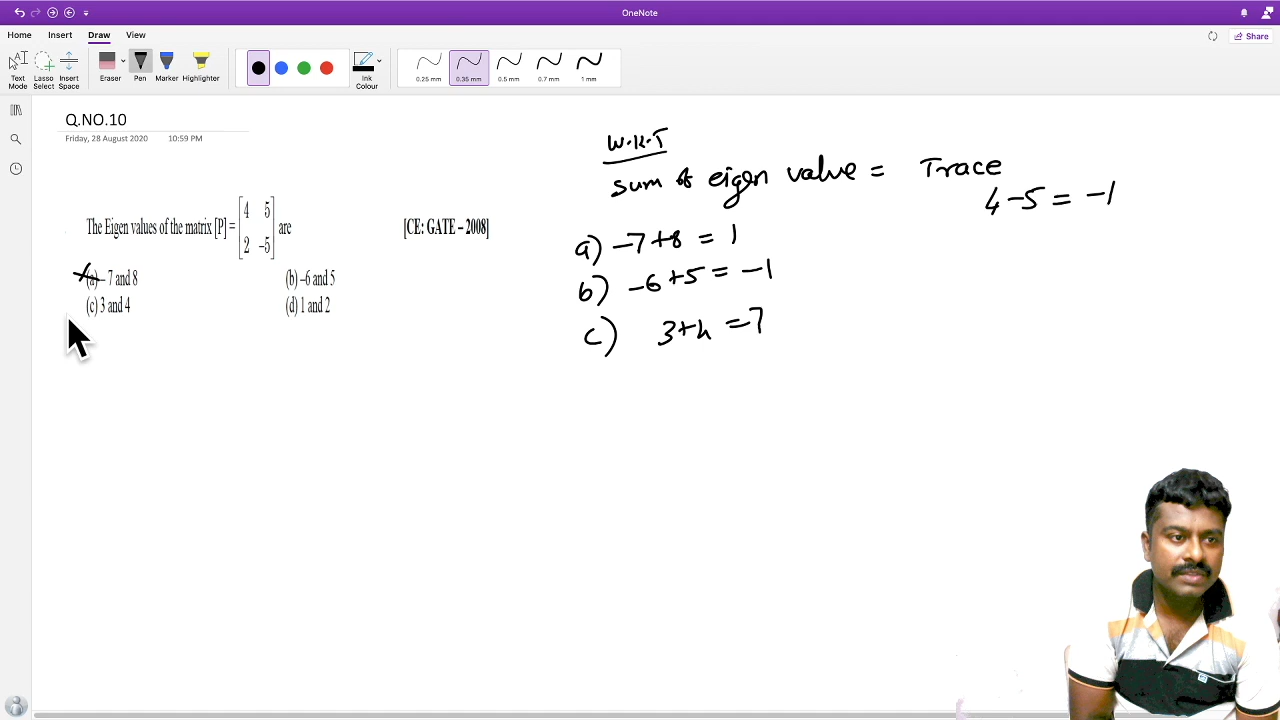 OneNote
Home Insert Draw View
Share
Text Mode
Lasso Select
Insert Space
Eraser
Pen
Marker
Highlighter
Ink Colour
0.25 mm
0.35 mm
0.5 mm
0.7 mm
1 mm
Q.NO.10
Friday, 28 August 2020 10:59 PM
The Eigen values of the matrix [P] = [4 5
2 –5] are [CE: GATE – 2008]
(a) – 7 and 8 (b) –6 and 5
(c) 3 and 4 (d) 1 and 2
W.K.T
sum of eigen value = Trace
4 -5 = -1
a) -7+8 = 1
b) -6+5 = -1
c) 3+4 = 7